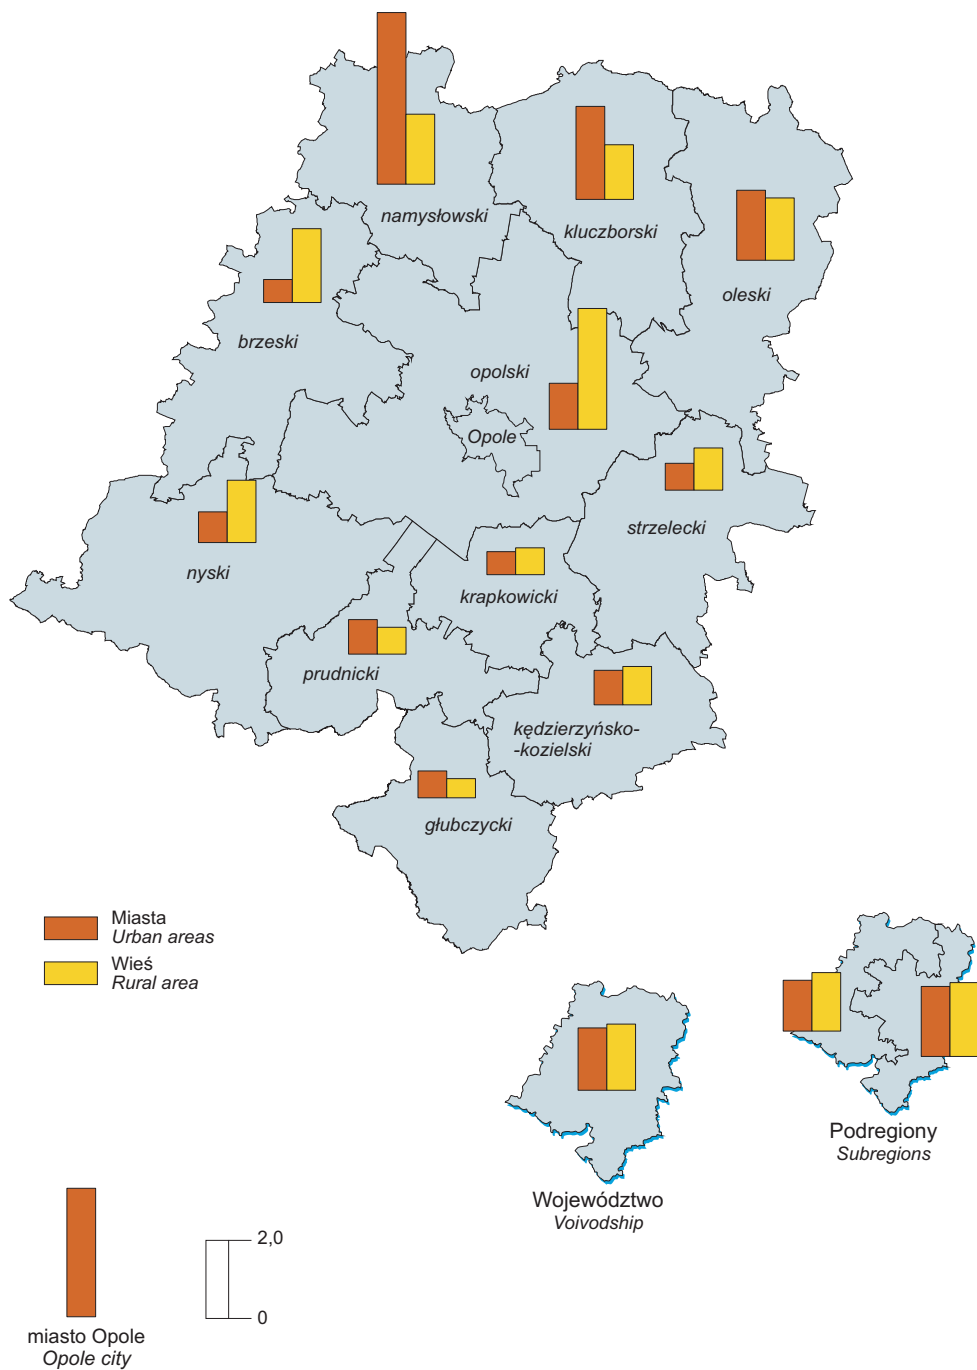 namysłowski
kluczborski
oleski
brzeski
opolski
Opole
strzelecki
nyski
krapkowicki
prudnicki
kędzierzyńsko-
-kozielski
głubczycki
Miasta
Urban areas
Wieś
Rural area
Podregiony
Subregions
Województwo
Voivodship
2,0
0
miasto Opole
Opole city